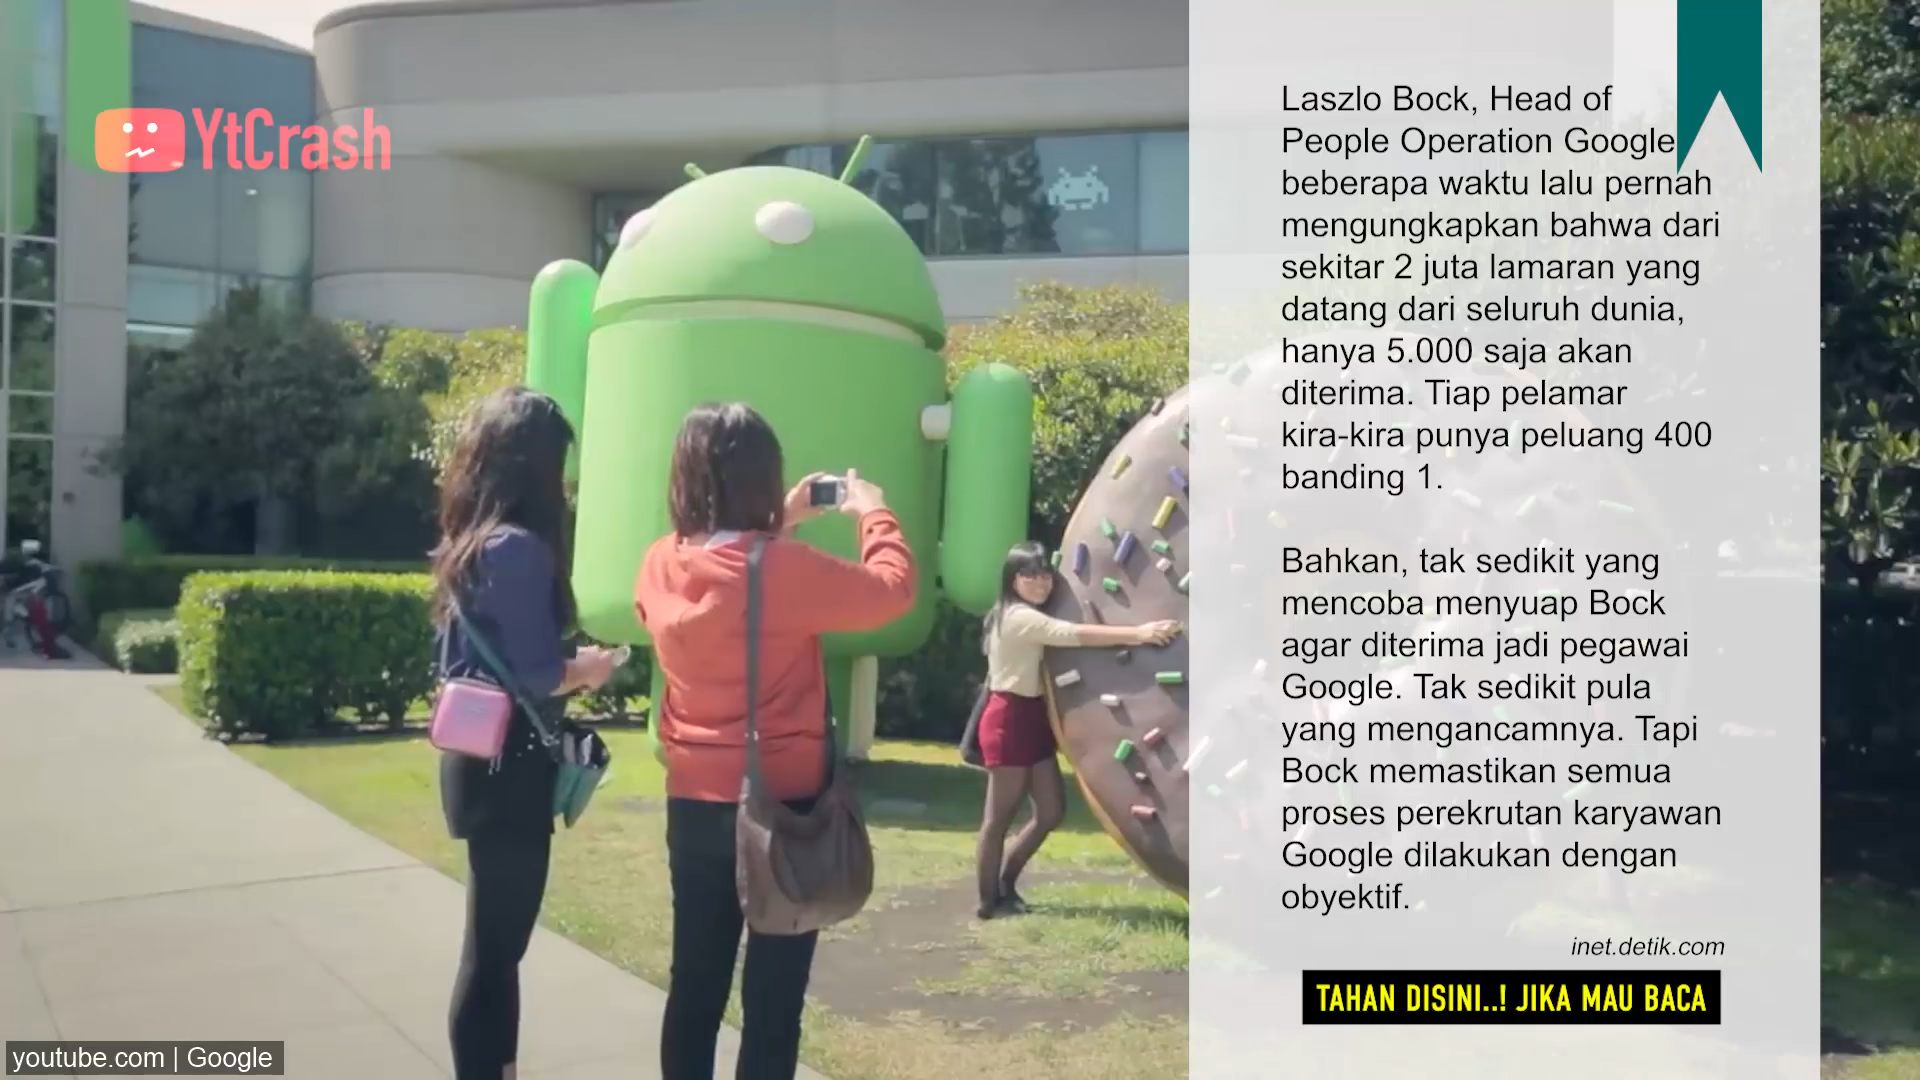 YtCrash
Laszlo Bock, Head of
People Operation Google
beberapa waktu lalu pernah
mengungkapkan bahwa dari
sekitar 2 juta lamaran yang
datang dari seluruh dunia,
hanya 5.000 saja akan
diterima. Tiap pelamar
kira-kira punya peluang 400
banding 1.
Bahkan, tak sedikit yang
mencoba menyuap Bock
agar diterima jadi pegawai
Google. Tak sedikit pula
yang mengancamnya. Tapi
Bock memastikan semua
proses perekrutan karyawan
Google dilakukan dengan
obyektif.
inet.detik.com
TAHAN DISINI..! JIKA MAU BACA
youtube.com | Google